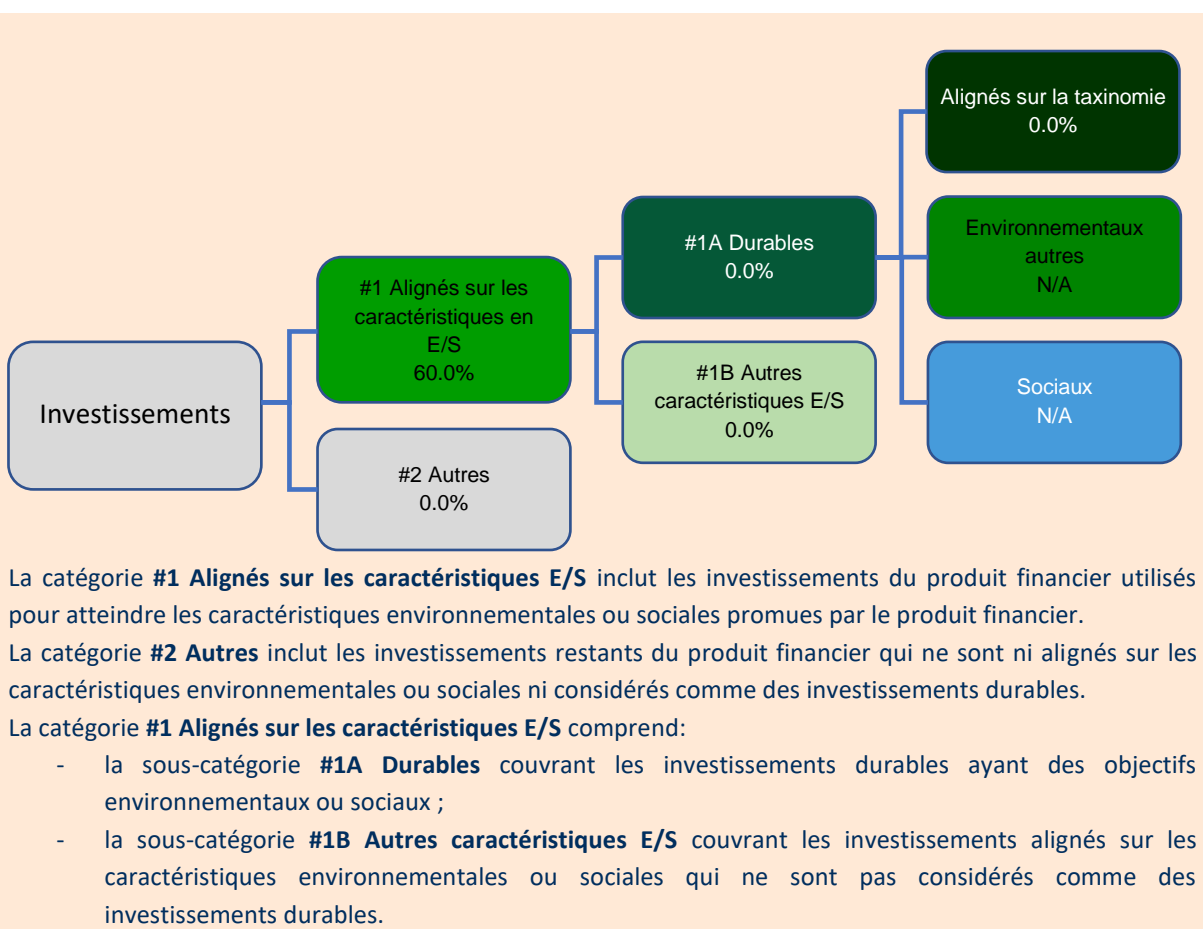 Investissements
#1 Alignés sur les
caractéristiques en
E/S
60.0%
#2 Autres
0.0%
#1A Durables
0.0%
#1B Autres
caractéristiques E/S
0.0%
Alignés sur la taxinomie
0.0%
Environnementaux
autres
N/A
Sociaux
N/A
La catégorie #1 Alignés sur les caractéristiques E/S inclut les investissements du produit financier utilisés
pour atteindre les caractéristiques environnementales ou sociales promues par le produit financier.
La catégorie #2 Autres inclut les investissements restants du produit financier qui ne sont ni alignés sur les
caractéristiques environnementales ou sociales ni considérés comme des investissements durables.
La catégorie #1 Alignés sur les caractéristiques E/S comprend:
- la sous-catégorie #1A Durables couvrant les investissements durables ayant des objectifs
environnementaux ou sociaux ;
- la sous-catégorie #1B Autres caractéristiques E/S couvrant les investissements alignés sur les
caractéristiques environnementales ou sociales qui ne sont pas considérés comme des
investissements durables.